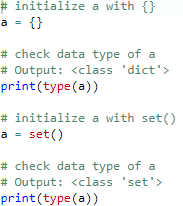 # initialize a with {}
a = {}
# check data type of a
# Output: <class 'dict'>
print(type(a))
# initialize a with set()
a = set()
# check data type of a
# Output: <class 'set'>
print(type(a))